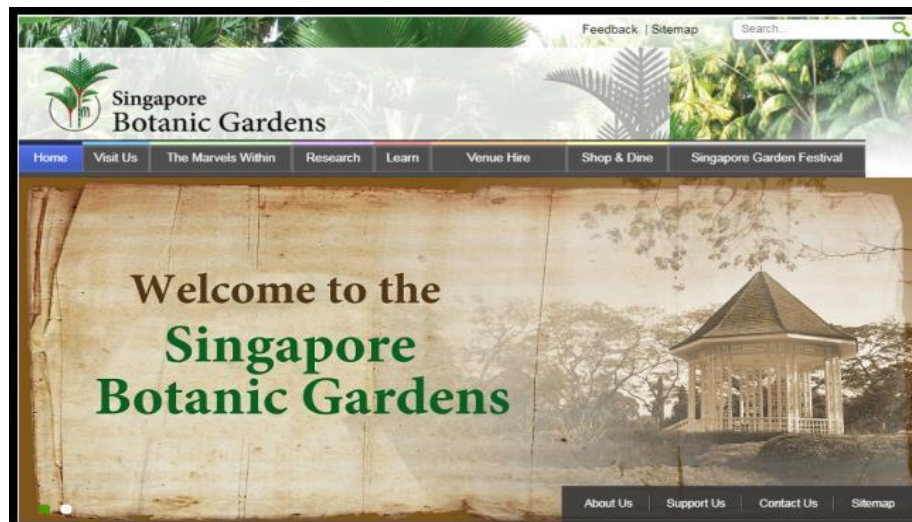 Feedback | Sitemap Search...
Singapore
Botanic Gardens
Home Visit Us The Marvels Within Research Learn Venue Hire Shop & Dine Singapore Garden Festival
Welcome to the
Singapore
Botanic Gardens
About Us Support Us Contact Us Sitemap